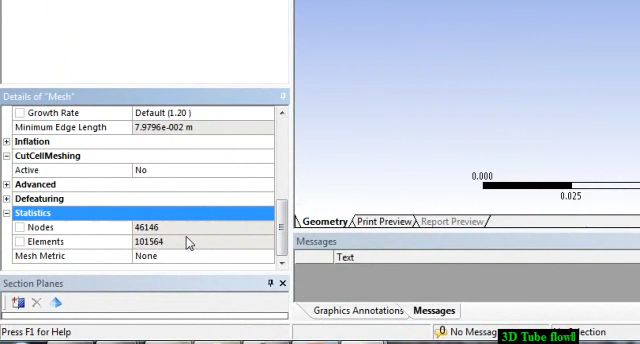 Details of "Mesh"
Growth Rate Default (1.20 )
Minimum Edge Length 7.9796e-002 m
Inflation
CutCellMeshing
Active No
Advanced
Defeaturing
Statistics
Nodes 46146
Elements 101564
Mesh Metric None
Section Planes
Press F1 for Help
0.000
0.025
Geometry Print Preview Report Preview
Messages
Text
Graphics Annotations Messages
0 No Messag
3D Tube flow